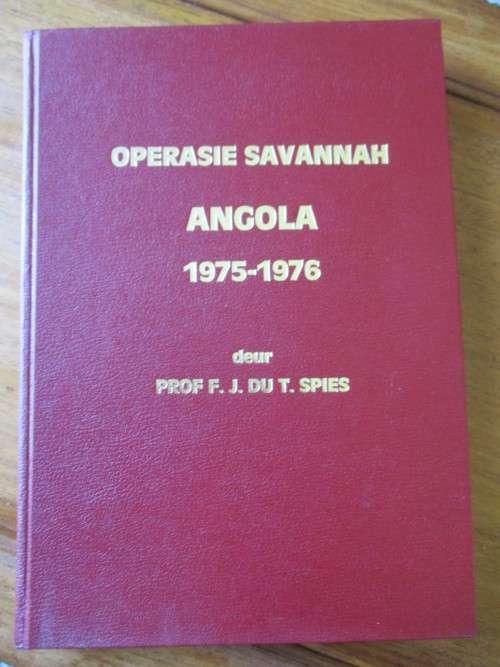 OPERASIE SAVANNAH
ANGOLA
1975-1976
deur
PROF F. J. DU T. SPIES